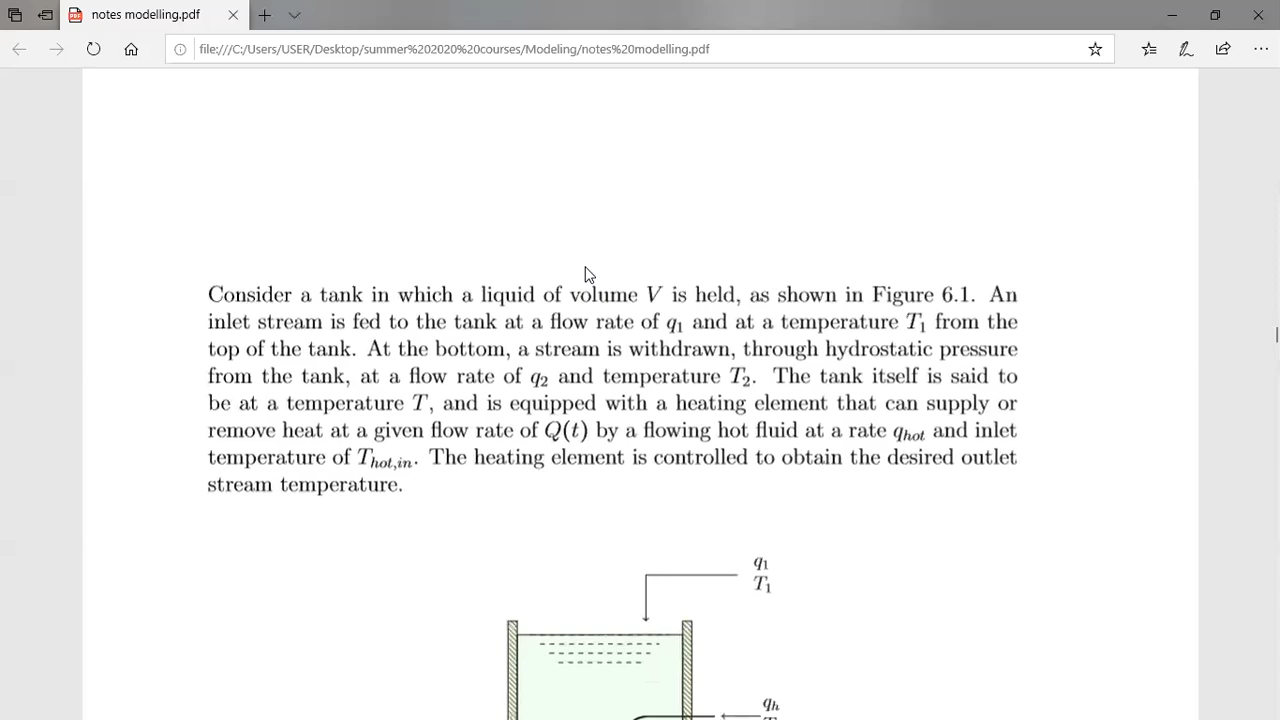 notes modelling.pdf
file:///C:/Users/USER/Desktop/summer%202020%20courses/Modeling/notes%20modelling.pdf
Consider a tank in which a liquid of volume V is held, as shown in Figure 6.1. An
inlet stream is fed to the tank at a flow rate of q1 and at a temperature T1 from the
top of the tank. At the bottom, a stream is withdrawn, through hydrostatic pressure
from the tank, at a flow rate of q2 and temperature T2. The tank itself is said to
be at a temperature T, and is equipped with a heating element that can supply or
remove heat at a given flow rate of Q(t) by a flowing hot fluid at a rate qhot and inlet
temperature of Thot,in. The heating element is controlled to obtain the desired outlet
stream temperature.
q1
T1
qh